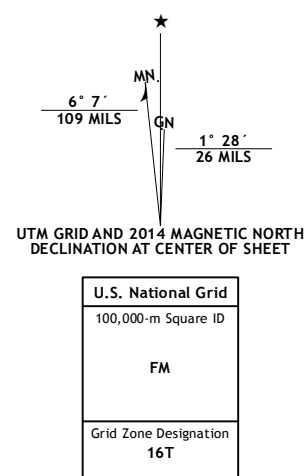 ★
MN
6° 7´
109 MILS
GN
1° 28´
26 MILS
UTM GRID AND 2014 MAGNETIC NORTH
DECLINATION AT CENTER OF SHEET
U.S. National Grid
100,000-m Square ID
FM
Grid Zone Designation
16T